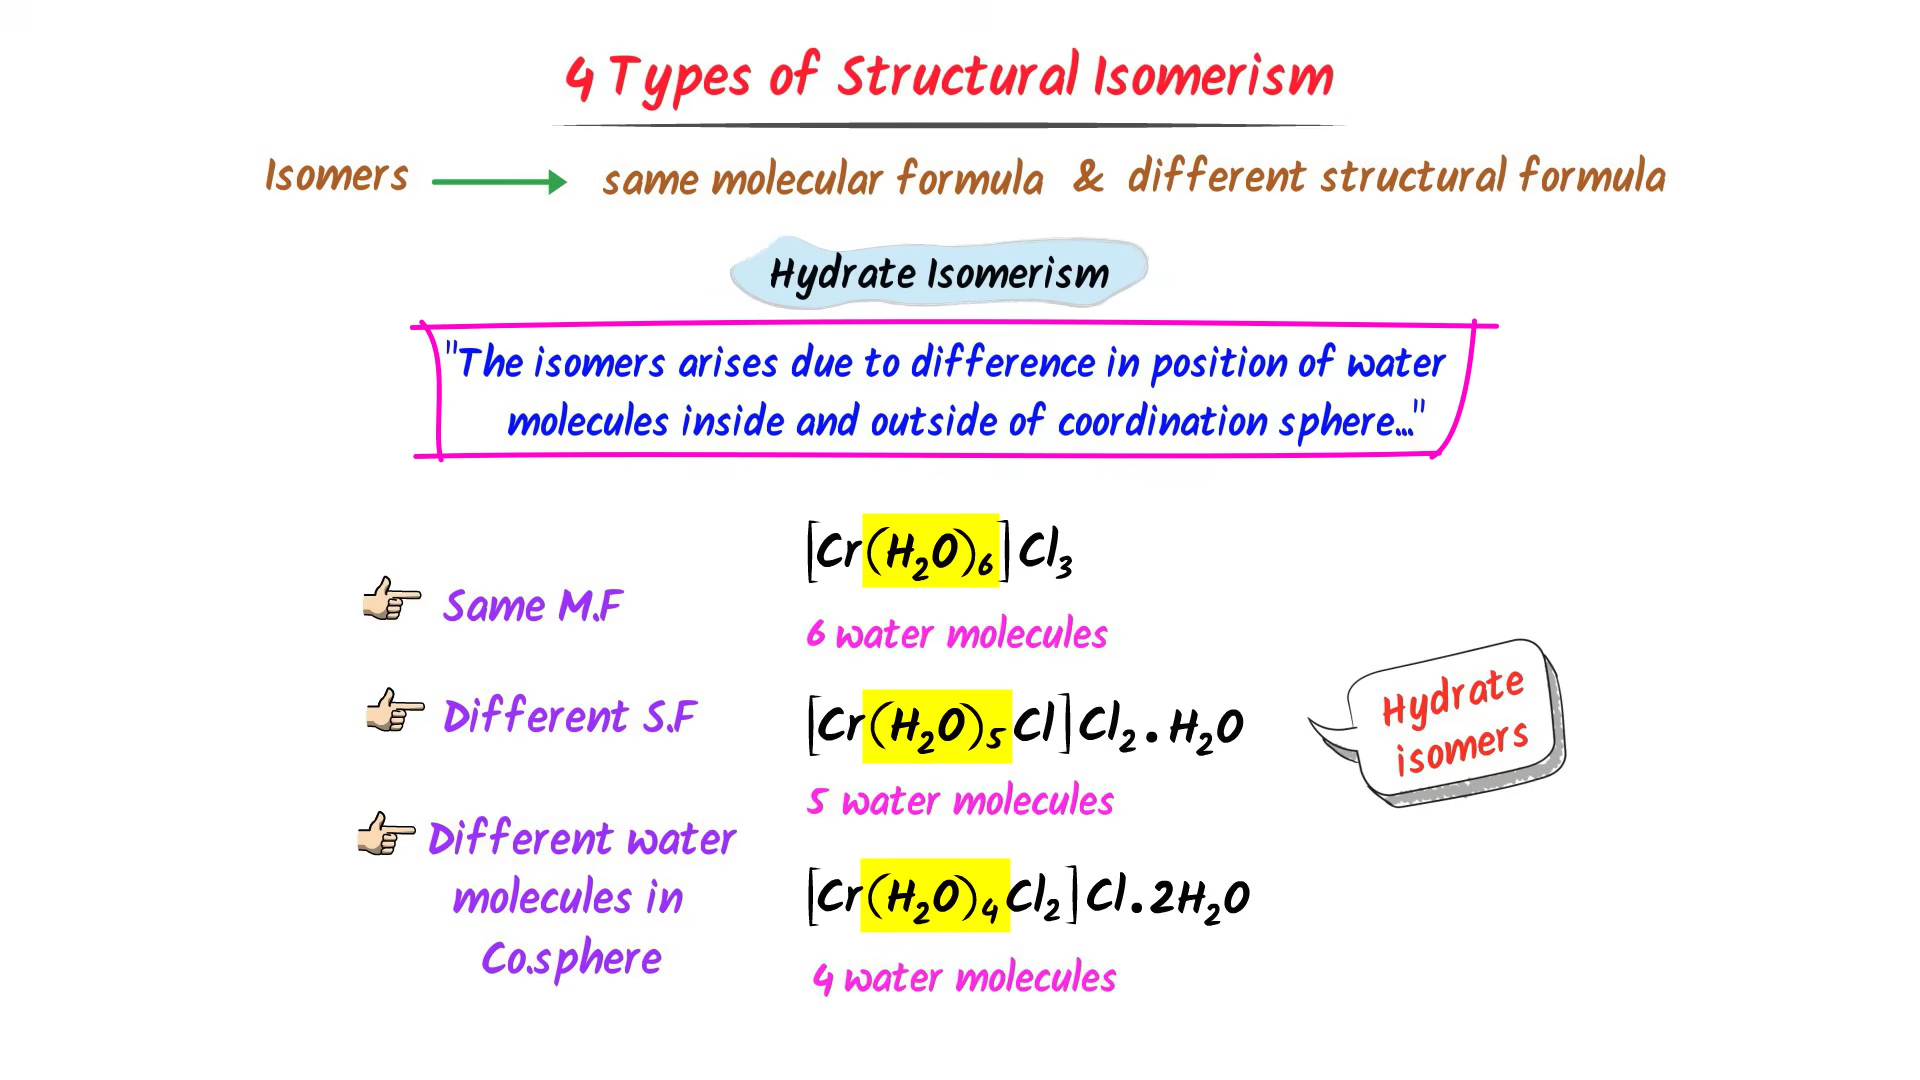 4 Types of Structural Isomerism
Isomers → same molecular formula & different structural formula
Hydrate Isomerism
"The isomers arises due to difference in position of water
molecules inside and outside of coordination sphere..."
[Cr(H₂O)₆]Cl₃
Same M.F
6 water molecules
Different S.F
[Cr(H₂O)₅Cl]Cl₂.H₂O
Hydrate
isomers
5 water molecules
Different water
molecules in
Co.sphere
[Cr(H₂O)₄Cl₂]Cl.2H₂O
4 water molecules